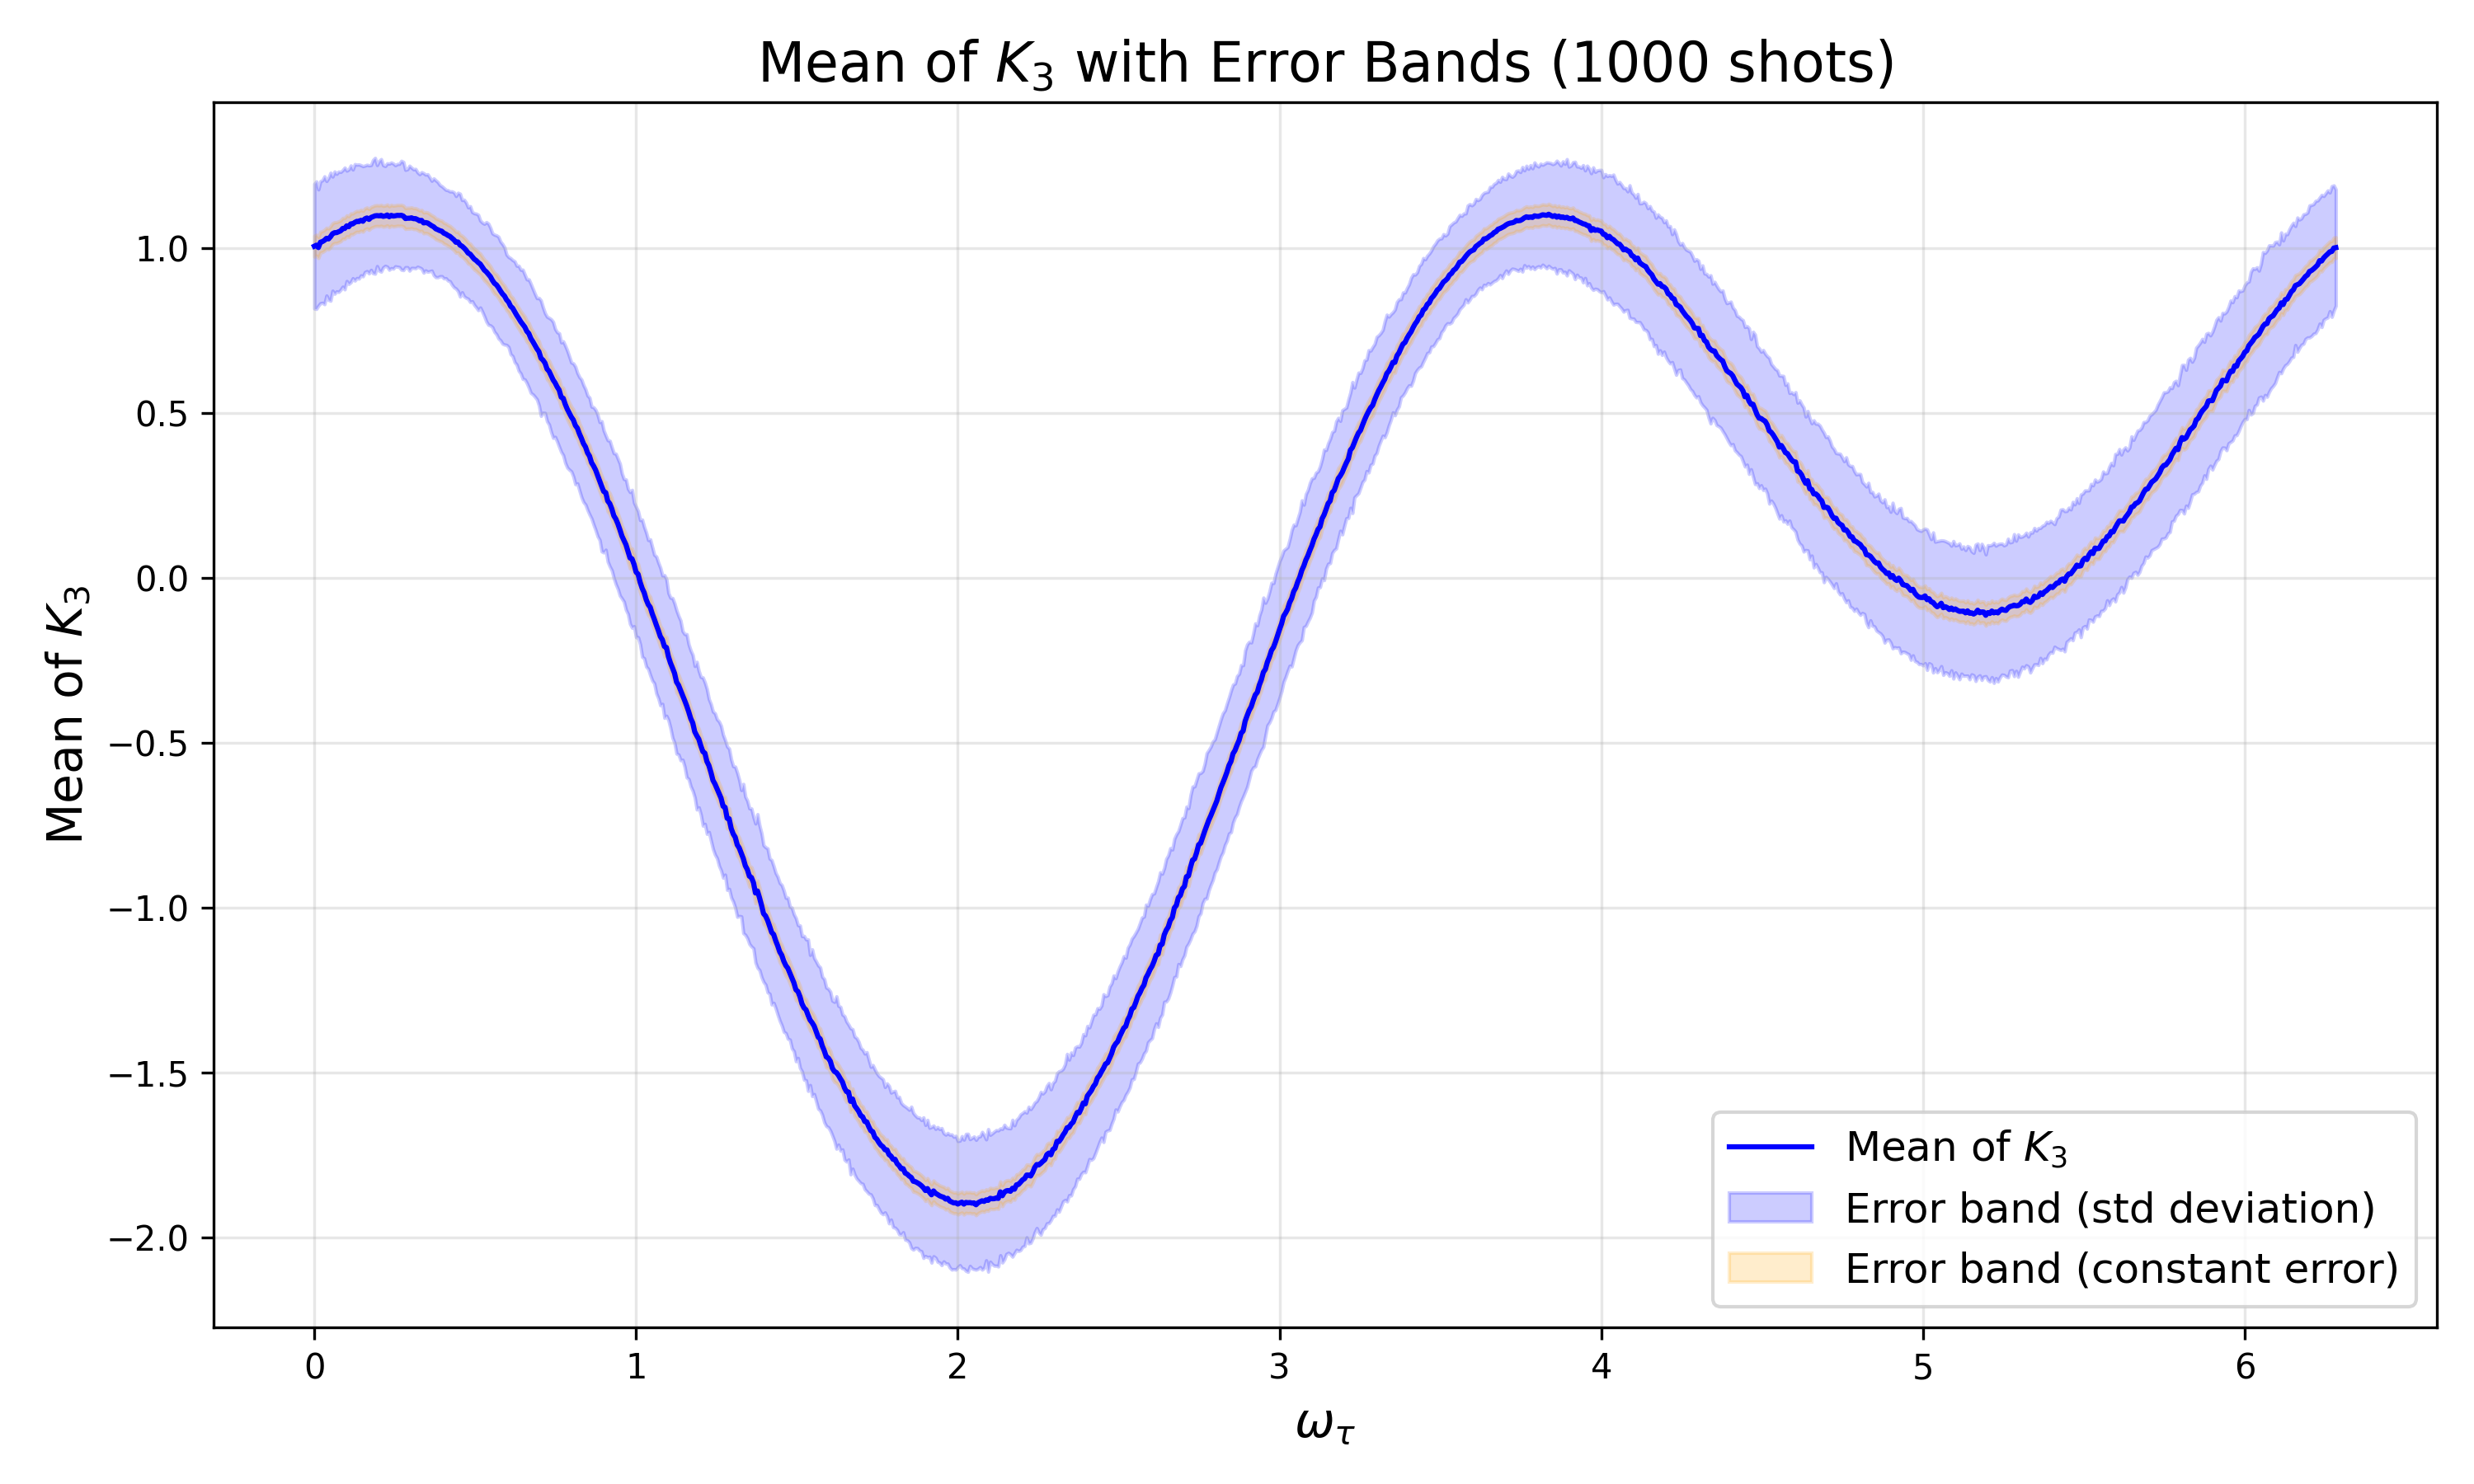 Mean of K₃ with Error Bands (1000 shots)
Mean of K₃
1.0
0.5
0.0
−0.5
−1.0
−1.5
−2.0
0 1 2 3 4 5 6
ω_τ
Mean of K₃
Error band (std deviation)
Error band (constant error)